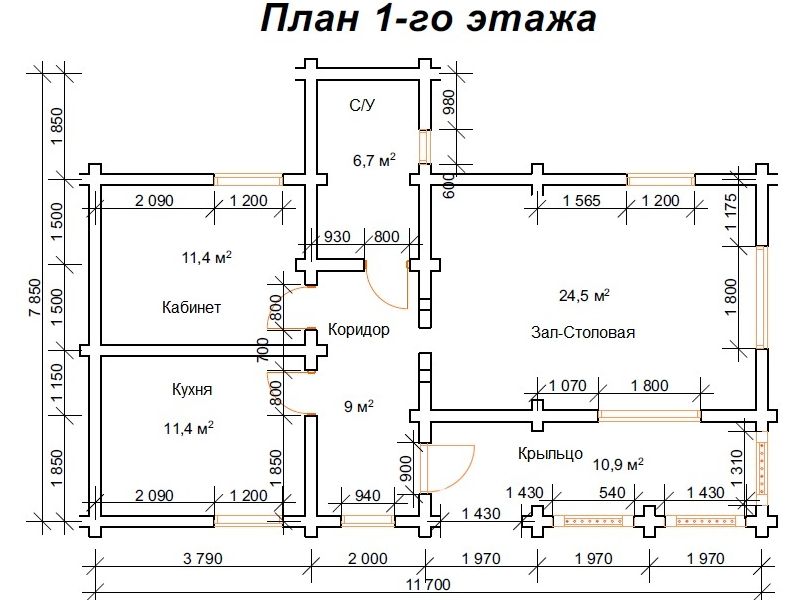 План 1-го этажа
С/У
6,7 м²
980
600
1 850
1 500
1 500
1 150
1 850
7 850
2 090
1 200
930
800
1 565
1 200
1 175
11,4 м²
Кабинет
800
700
800
Коридор
24,5 м²
Зал-Столовая
1 800
1 070
1 800
Кухня
11,4 м²
9 м²
Крыльцо
10,9 м²
1 310
900
1 850
2 090
1 200
940
1 430
1 430
540
1 430
3 790
2 000
1 970
1 970
1 970
11 700